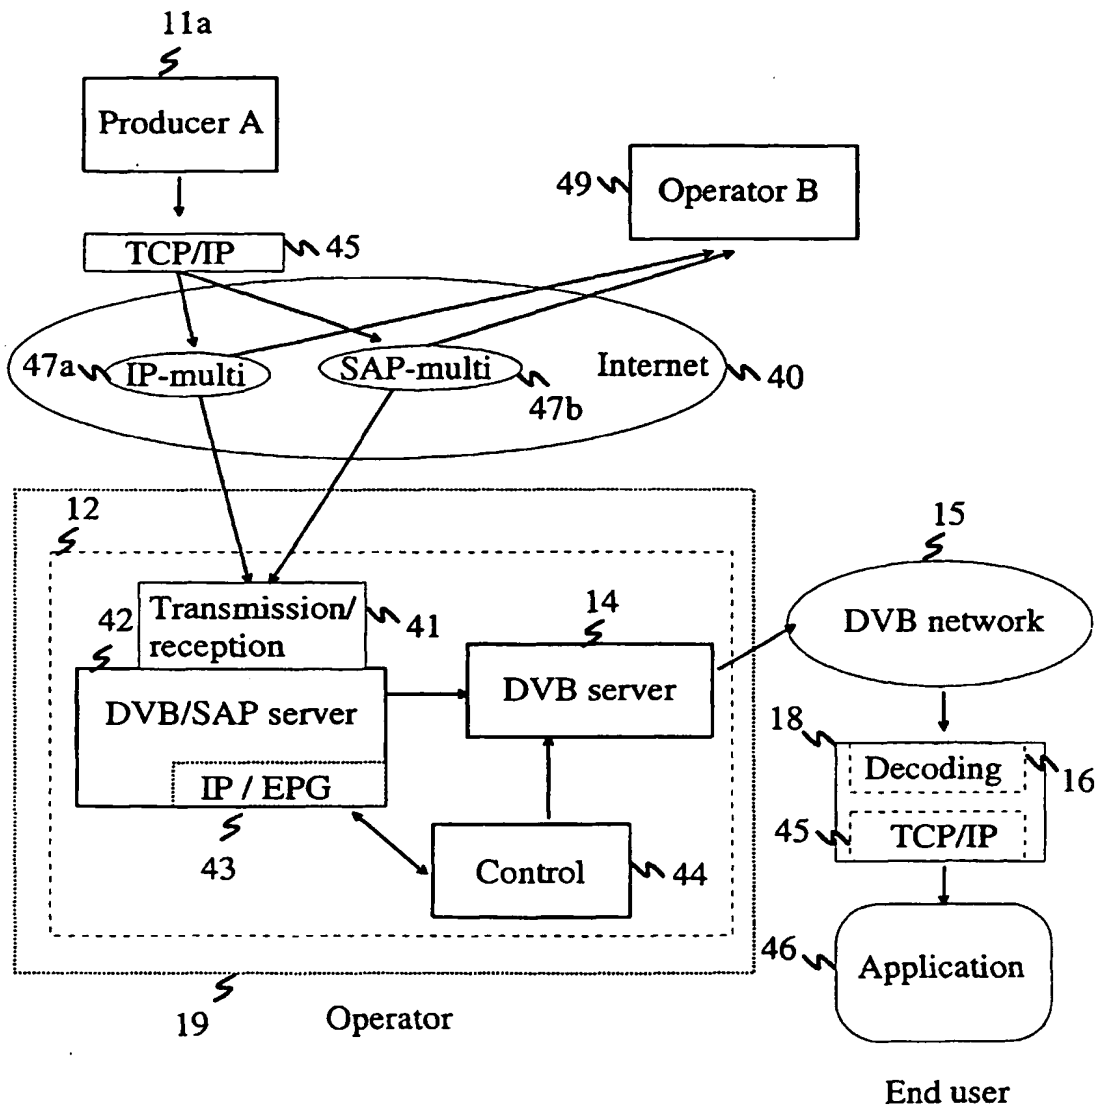 11a
Producer A
49
Operator B
TCP/IP
45
47a
IP-multi
SAP-multi
Internet
40
47b
12
15
42
Transmission/
reception
41
14
DVB network
DVB/SAP server
DVB server
18
Decoding
16
IP / EPG
45
TCP/IP
43
Control
44
46
Application
19
Operator
End user